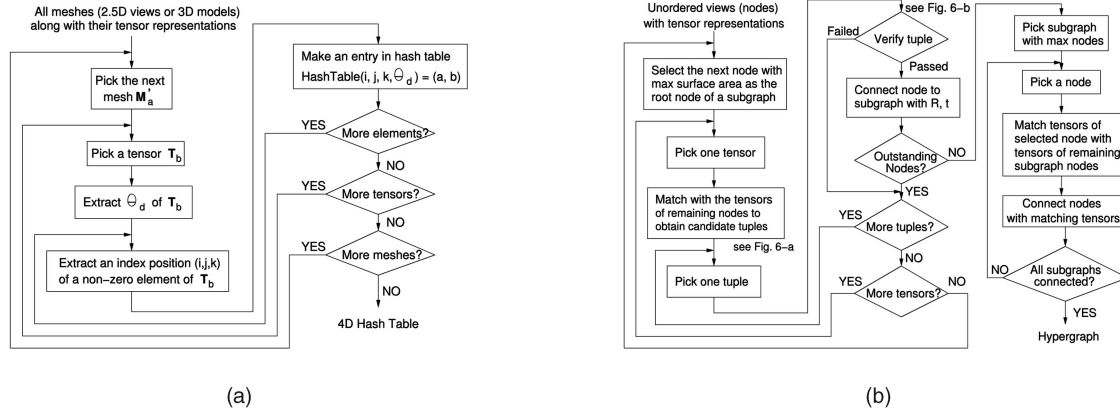 All meshes (2.5D views or 3D models)
along with their tensor representations
Pick the next
mesh M'a
Pick a tensor Tb
Extract Θd of Tb
Extract an index position (i,j,k)
of a non-zero element of Tb
Make an entry in hash table
HashTable(i, j, k, Θd) = (a, b)
YES
More elements?
NO
YES
More tensors?
NO
YES
More meshes?
NO
4D Hash Table
(a)
Unordered views (nodes)
with tensor representations
Select the next node with
max surface area as the
root node of a subgraph
Pick one tensor
Match with the tensors
of remaining nodes to
obtain candidate tuples
see Fig. 6-a
Pick one tuple
see Fig. 6-b
Failed
Verify tuple
Passed
Connect node to
subgraph with R, t
Outstanding
Nodes?
NO
YES
YES
More tuples?
NO
YES
More tensors?
NO
Pick subgraph
with max nodes
Pick a node
Match tensors of
selected node with
tensors of remaining
subgraph nodes
Connect nodes
with matching tensors
NO
All subgraphs
connected?
YES
Hypergraph
(b)